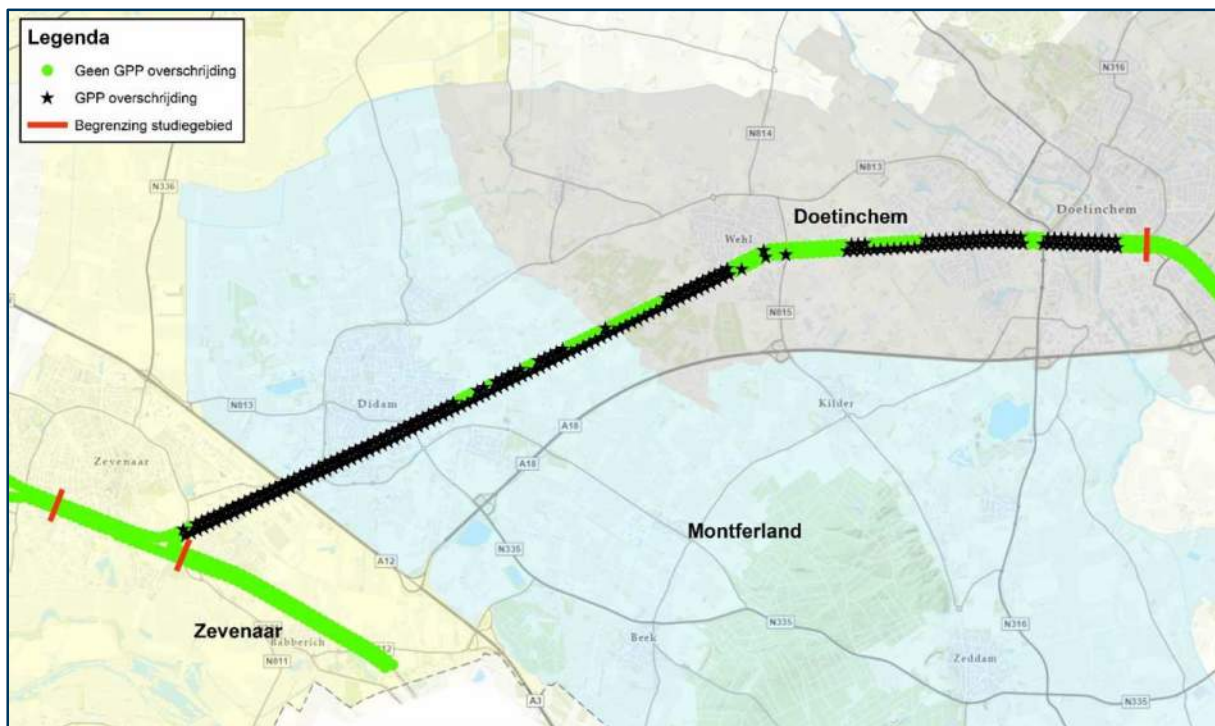 Legenda
Geen GPP overschrijding
GPP overschrijding
Begrenzing studiegebied
N316
N814
N813
N336
Doetinchem
Doetinchem
Wehl
N815
N813
Didam
Kilder
A18
A18
Zevenaar
Montferland
N335
A12
Zevenaar
Babberich
N811
N335
N316
Beek
Zeddam
A3
N335